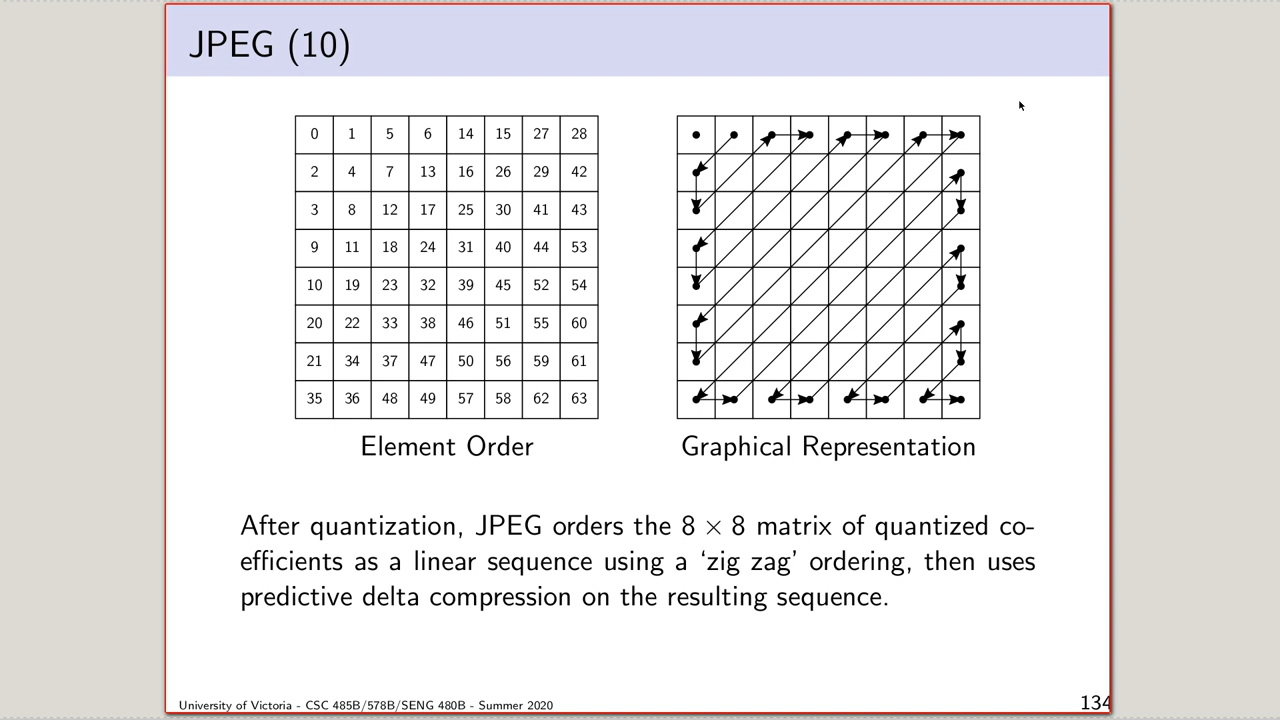 JPEG (10)
0 1 5 6 14 15 27 28
2 4 7 13 16 26 29 42
3 8 12 17 25 30 41 43
9 11 18 24 31 40 44 53
10 19 23 32 39 45 52 54
20 22 33 38 46 51 55 60
21 34 37 47 50 56 59 61
35 36 48 49 57 58 62 63
Element Order
Graphical Representation
After quantization, JPEG orders the 8 × 8 matrix of quantized co-
efficients as a linear sequence using a ‘zig zag’ ordering, then uses
predictive delta compression on the resulting sequence.
University of Victoria - CSC 485B/578B/SENG 480B - Summer 2020
134